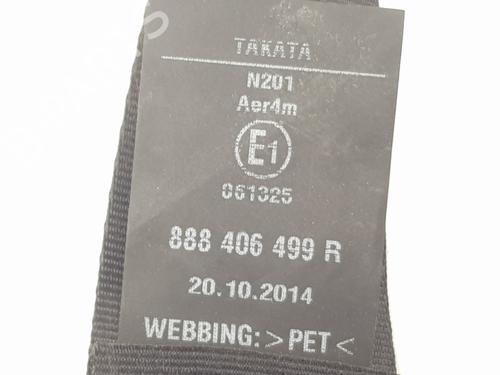 TAKATA
N201
Aer4m
E1
061325
888 406 499 R
20.10.2014
WEBBING: >PET<